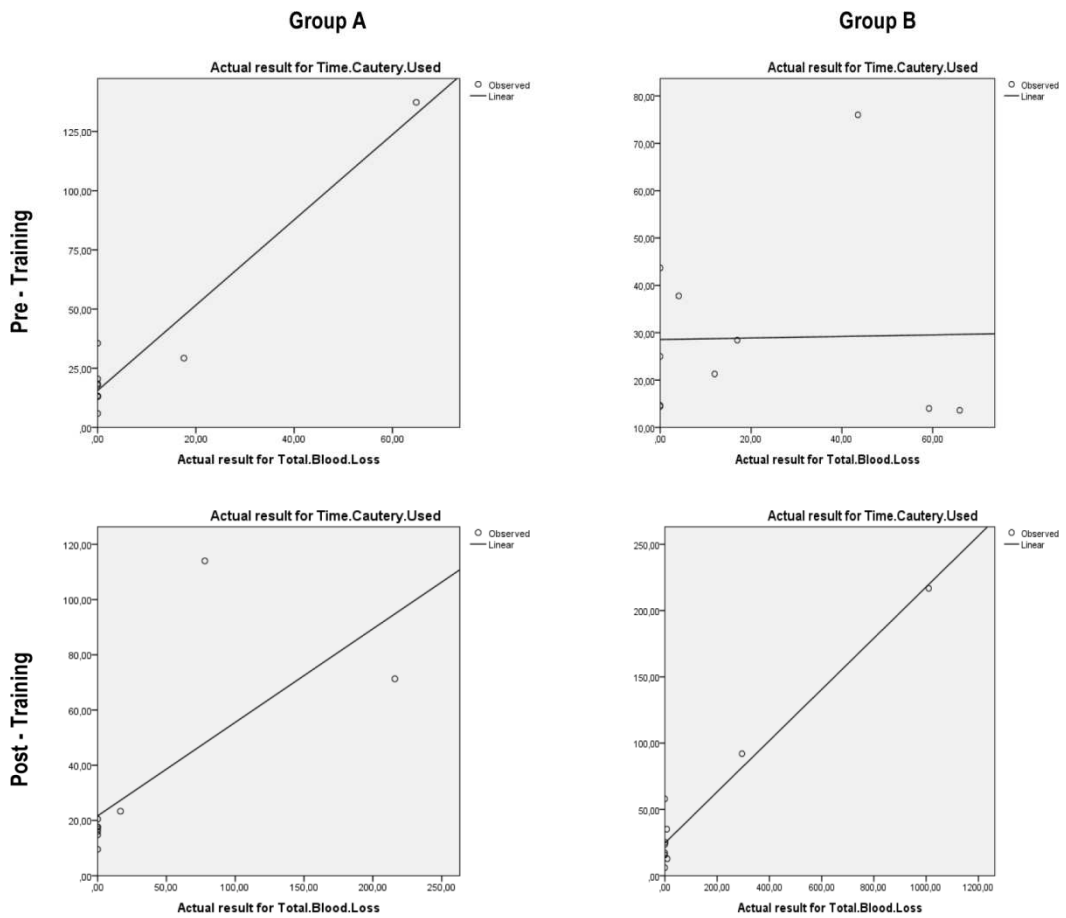 Group A
Group B
Pre - Training
Actual result for Time.Cautery.Used
Observed
Linear
125,00
100,00
75,00
50,00
25,00
,00
,00 20,00 40,00 60,00
Actual result for Total.Blood.Loss
Actual result for Time.Cautery.Used
Observed
Linear
80,00
70,00
60,00
50,00
40,00
30,00
20,00
10,00
,00 20,00 40,00 60,00
Actual result for Total.Blood.Loss
Post - Training
Actual result for Time.Cautery.Used
Observed
Linear
120,00
100,00
80,00
60,00
40,00
20,00
,00
,00 50,00 100,00 150,00 200,00 250,00
Actual result for Total.Blood.Loss
Actual result for Time.Cautery.Used
Observed
Linear
250,00
200,00
150,00
100,00
50,00
,00
,00 200,00 400,00 600,00 800,00 1000,00 1200,00
Actual result for Total.Blood.Loss